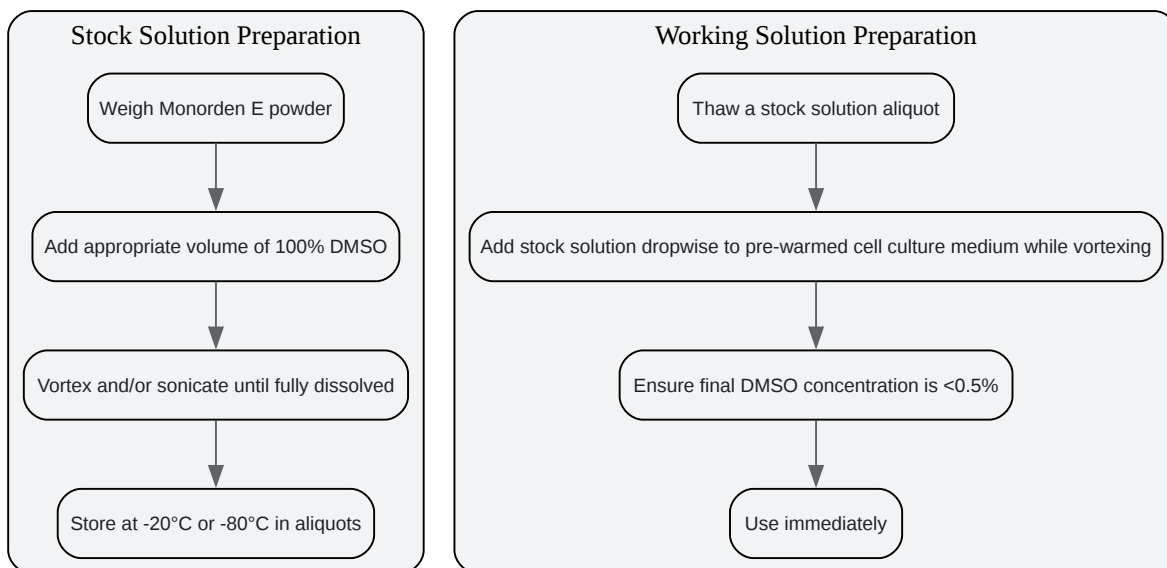 Stock Solution Preparation
Weigh Monorden E powder
Add appropriate volume of 100% DMSO
Vortex and/or sonicate until fully dissolved
Store at -20°C or -80°C in aliquots
Working Solution Preparation
Thaw a stock solution aliquot
Add stock solution dropwise to pre-warmed cell culture medium while vortexing
Ensure final DMSO concentration is <0.5%
Use immediately